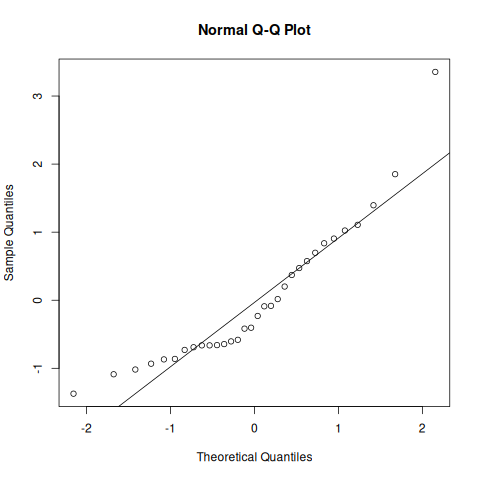 Normal Q-Q Plot
Sample Quantiles
3
2
1
0
-1
-2 -1 0 1 2
Theoretical Quantiles